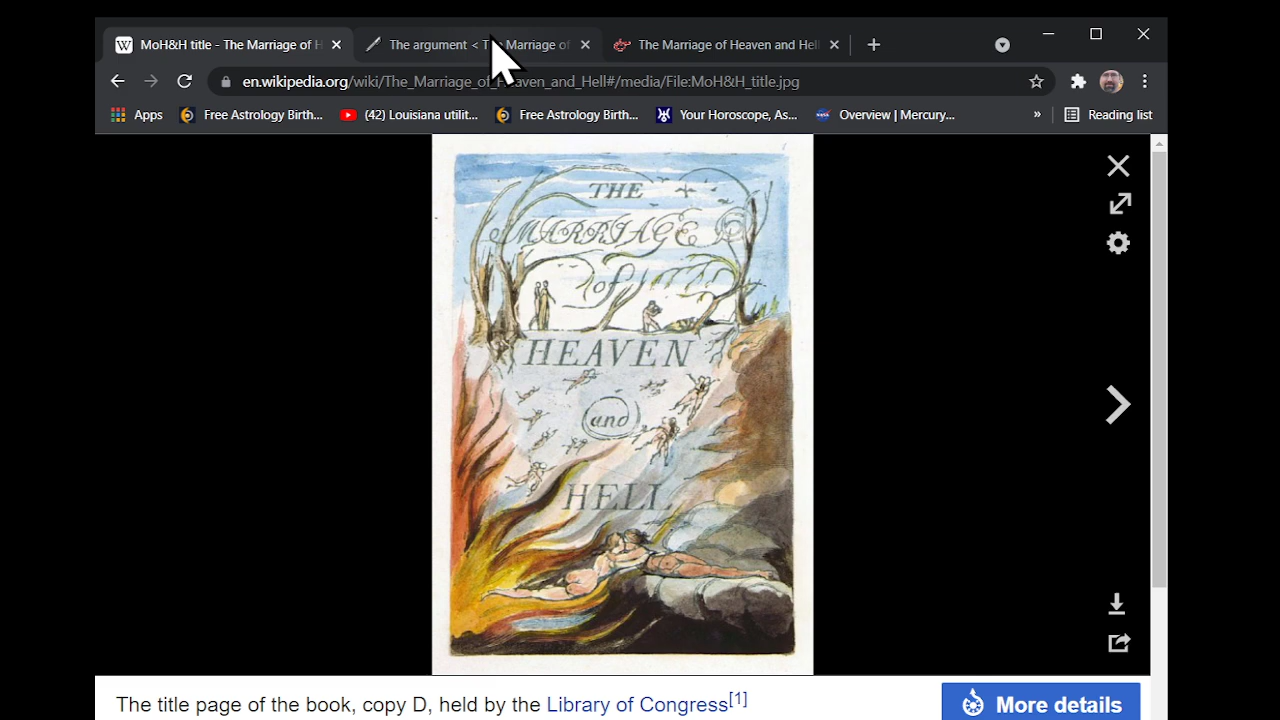 MoH&H title - The Marriage of H
The argument < The Marriage of
The Marriage of Heaven and Hell
en.wikipedia.org/wiki/The_Marriage_of_Heaven_and_Hell#/media/File:MoH&H_title.jpg
Apps
Free Astrology Birth...
(42) Louisiana utilit...
Free Astrology Birth...
Your Horoscope, As...
Overview | Mercury...
»
Reading list
THE
MARRIAGE
of
HEAVEN
and
HELL
The title page of the book, copy D, held by the Library of Congress[1]
More details